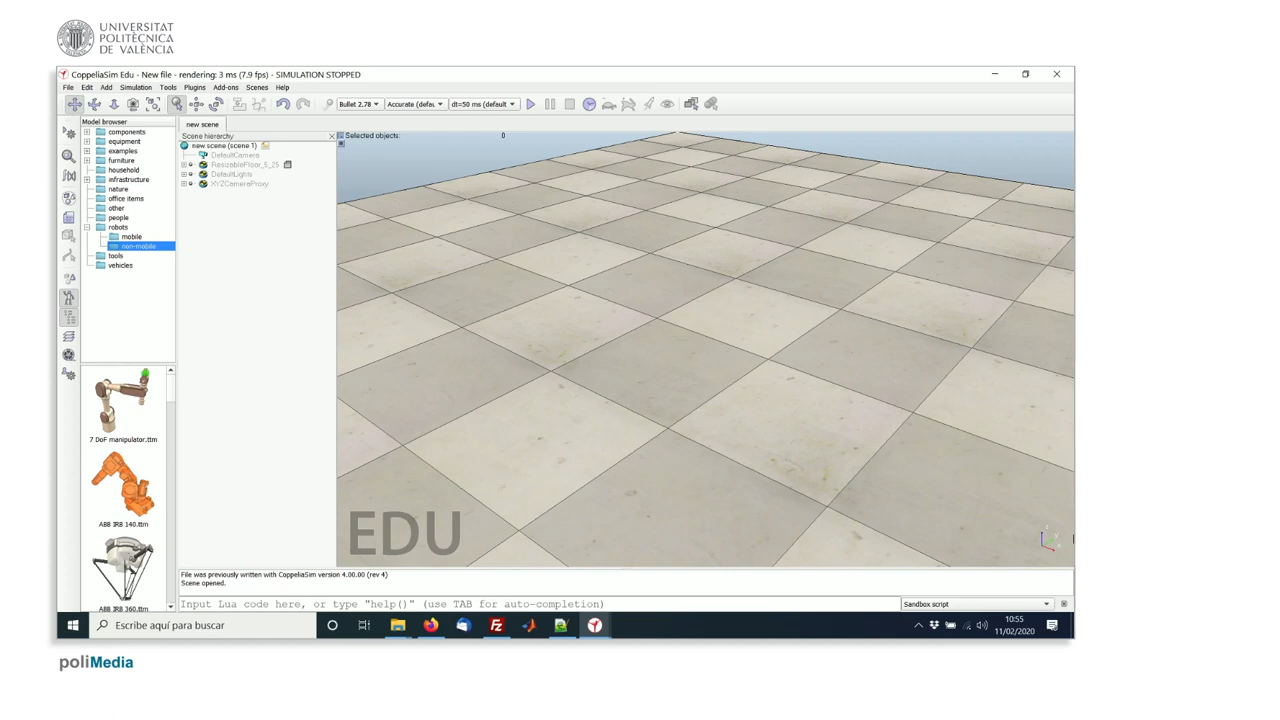 UNIVERSITAT
POLITÈCNICA
DE VALÈNCIA
CoppeliaSim Edu - New file - rendering: 3 ms (7.9 fps) - SIMULATION STOPPED
File Edit Add Simulation Tools Plugins Add-ons Scenes Help
Bullet 2.78 Accurate (defau dt=50 ms (default
Model browser
components
equipment
examples
furniture
household
infrastructure
nature
office items
other
people
robots
mobile
non-mobile
tools
vehicles
7 DoF manipulator.ttm
ABB IRB 140.ttm
ABB IRB 360.ttm
new scene
Scene hierarchy
new scene (scene 1)
DefaultCamera
ResizableFloor_5_25
DefaultLights
XYZCameraProxy
Selected objects: 0
EDU
File was previously written with CoppeliaSim version 4.00.00 (rev 4)
Scene opened.
Input Lua code here, or type "help()" (use TAB for auto-completion)
Sandbox script
Escribe aquí para buscar
10:55
11/02/2020
poliMedia